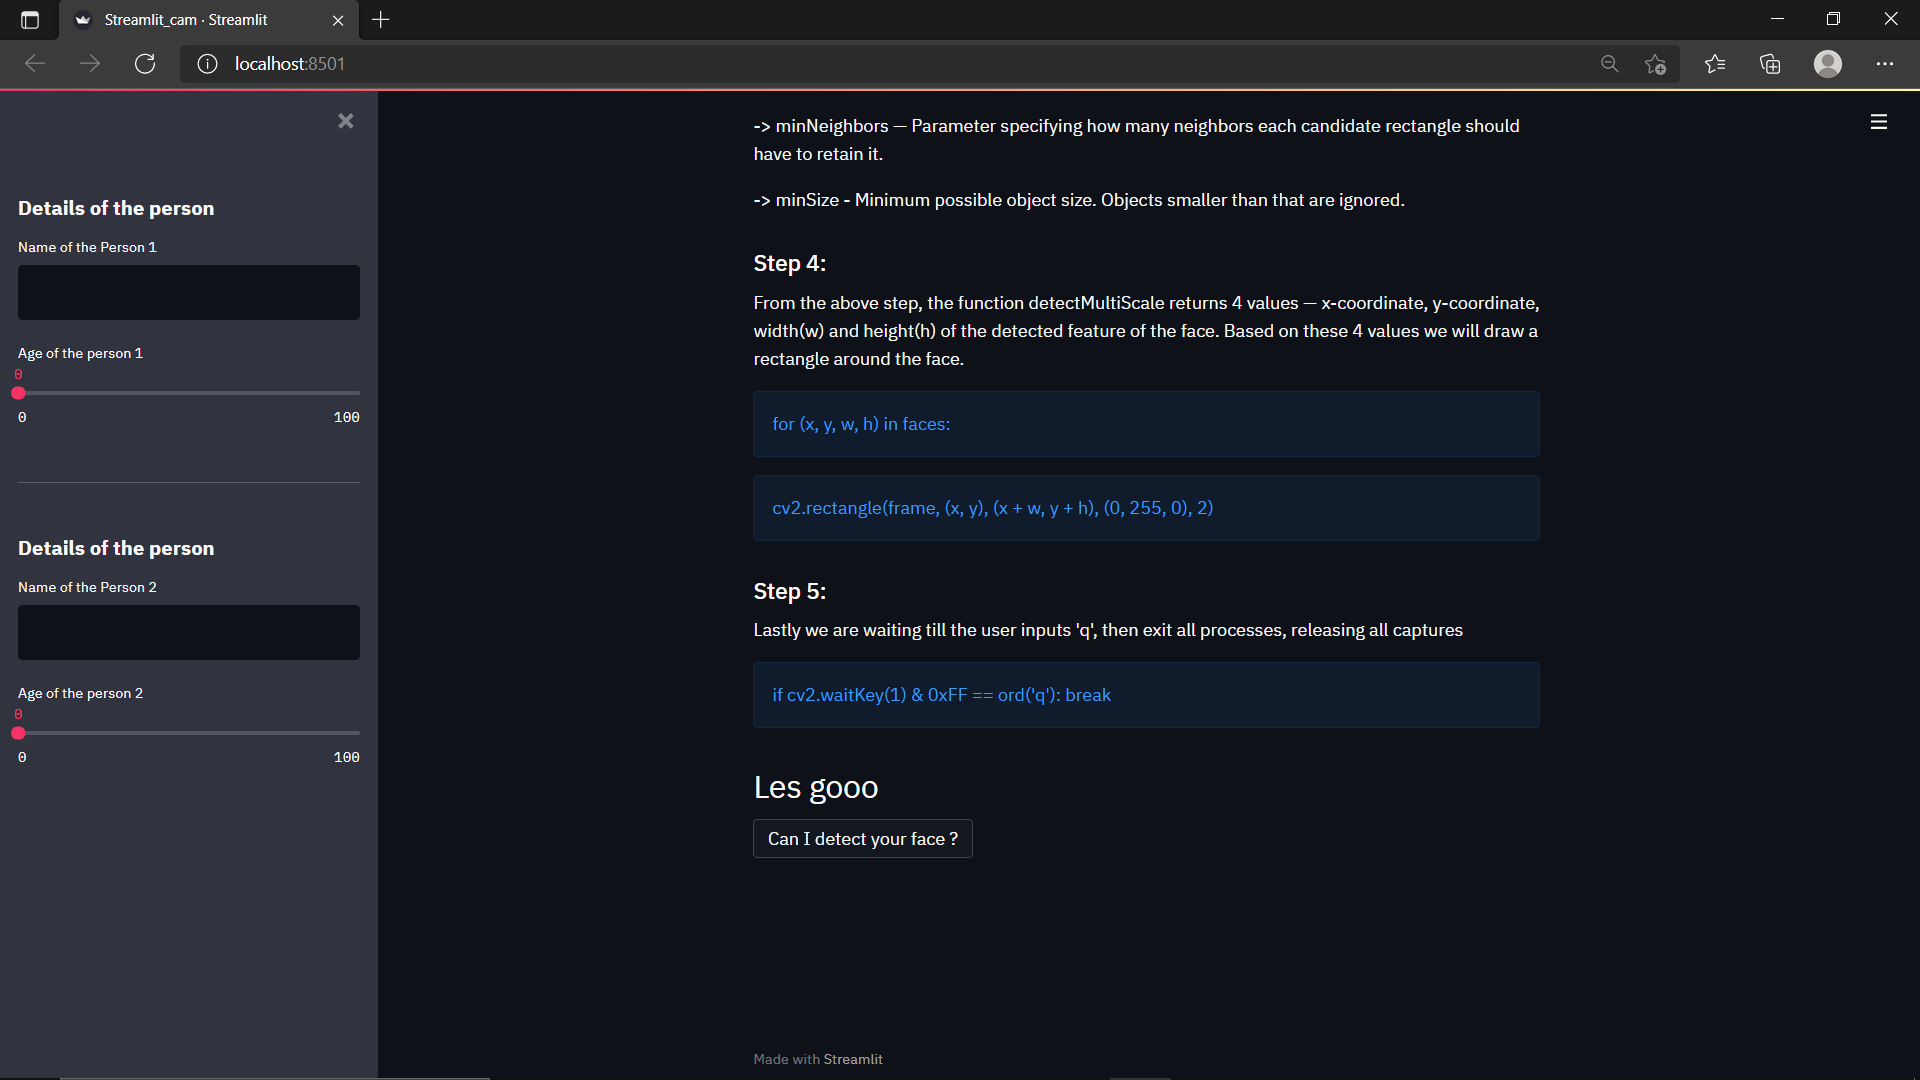 Streamlit_cam · Streamlit
localhost:8501
Details of the person
Name of the Person 1
Age of the person 1
0
0 100
Details of the person
Name of the Person 2
Age of the person 2
0
0 100
-> minNeighbors — Parameter specifying how many neighbors each candidate rectangle should
have to retain it.
-> minSize - Minimum possible object size. Objects smaller than that are ignored.
Step 4:
From the above step, the function detectMultiScale returns 4 values — x-coordinate, y-coordinate,
width(w) and height(h) of the detected feature of the face. Based on these 4 values we will draw a
rectangle around the face.
for (x, y, w, h) in faces:
cv2.rectangle(frame, (x, y), (x + w, y + h), (0, 255, 0), 2)
Step 5:
Lastly we are waiting till the user inputs 'q', then exit all processes, releasing all captures
if cv2.waitKey(1) & 0xFF == ord('q'): break
Les gooo
Can I detect your face ?
Made with Streamlit